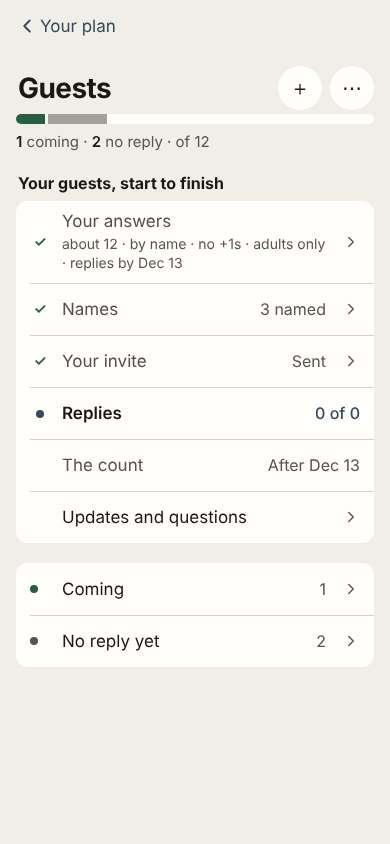 Your plan
Guests
1 coming · 2 no reply · of 12
Your guests, start to finish
Your answers
about 12 · by name · no +1s · adults only
· replies by Dec 13
Names 3 named
Your invite Sent
Replies 0 of 0
The count After Dec 13
Updates and questions
Coming 1
No reply yet 2